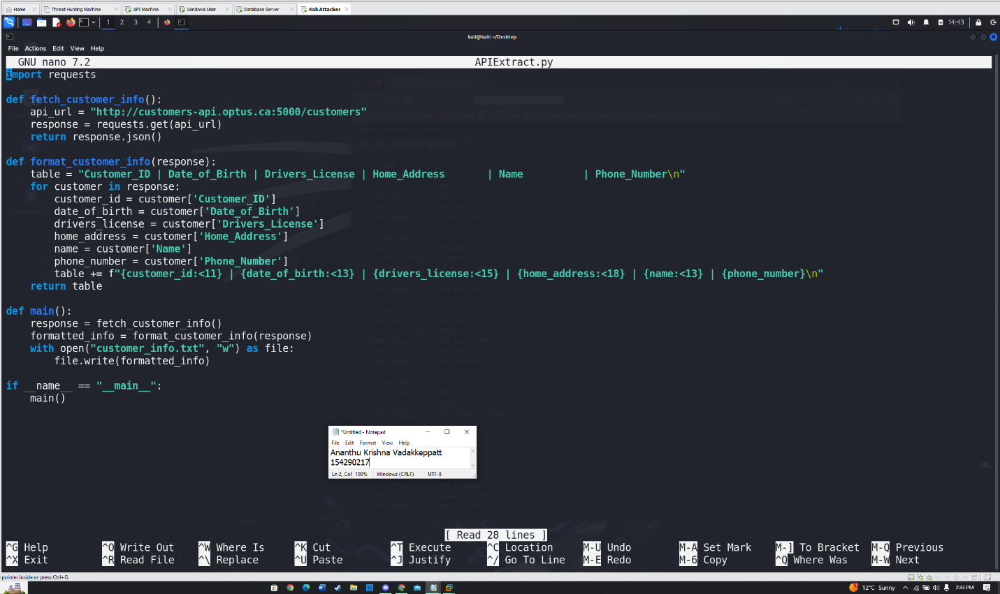 Home
Threat Hunting Machine
API Machine
Windows User
Database Server
Kali Attacker
1 2 3 4
14:43
kali@kali: ~/Desktop
File Actions Edit View Help
GNU nano 7.2 APIExtract.py
import requests
def fetch_customer_info():
api_url = "http://customers-api.optus.ca:5000/customers"
response = requests.get(api_url)
return response.json()
def format_customer_info(response):
table = "Customer_ID | Date_of_Birth | Drivers_License | Home_Address       | Name          | Phone_Number\n"
for customer in response:
customer_id = customer['Customer_ID']
date_of_birth = customer['Date_of_Birth']
drivers_license = customer['Drivers_License']
home_address = customer['Home_Address']
name = customer['Name']
phone_number = customer['Phone_Number']
table += f"{customer_id:<11} | {date_of_birth:<13} | {drivers_license:<15} | {home_address:<18} | {name:<13} | {phone_number}\n"
return table
def main():
response = fetch_customer_info()
formatted_info = format_customer_info(response)
with open("customer_info.txt", "w") as file:
file.write(formatted_info)
if __name__ == "__main__":
main()
*Untitled - Notepad
File Edit Format View Help
Ananthu Krishna Vadakkeppatt
154290217
Ln 2, Col 100% Windows (CRLF) UTF-8
[ Read 28 lines ]
^G Help ^O Write Out ^W Where Is ^K Cut ^T Execute ^C Location M-U Undo M-A Set Mark M-] To Bracket M-Q Previous
^X Exit ^R Read File ^\ Replace ^U Paste ^J Justify ^/ Go To Line M-E Redo M-6 Copy ^Q Where Was M-W Next
pointer inside or press Ctrl+G.
12°C Sunny 2:43 PM